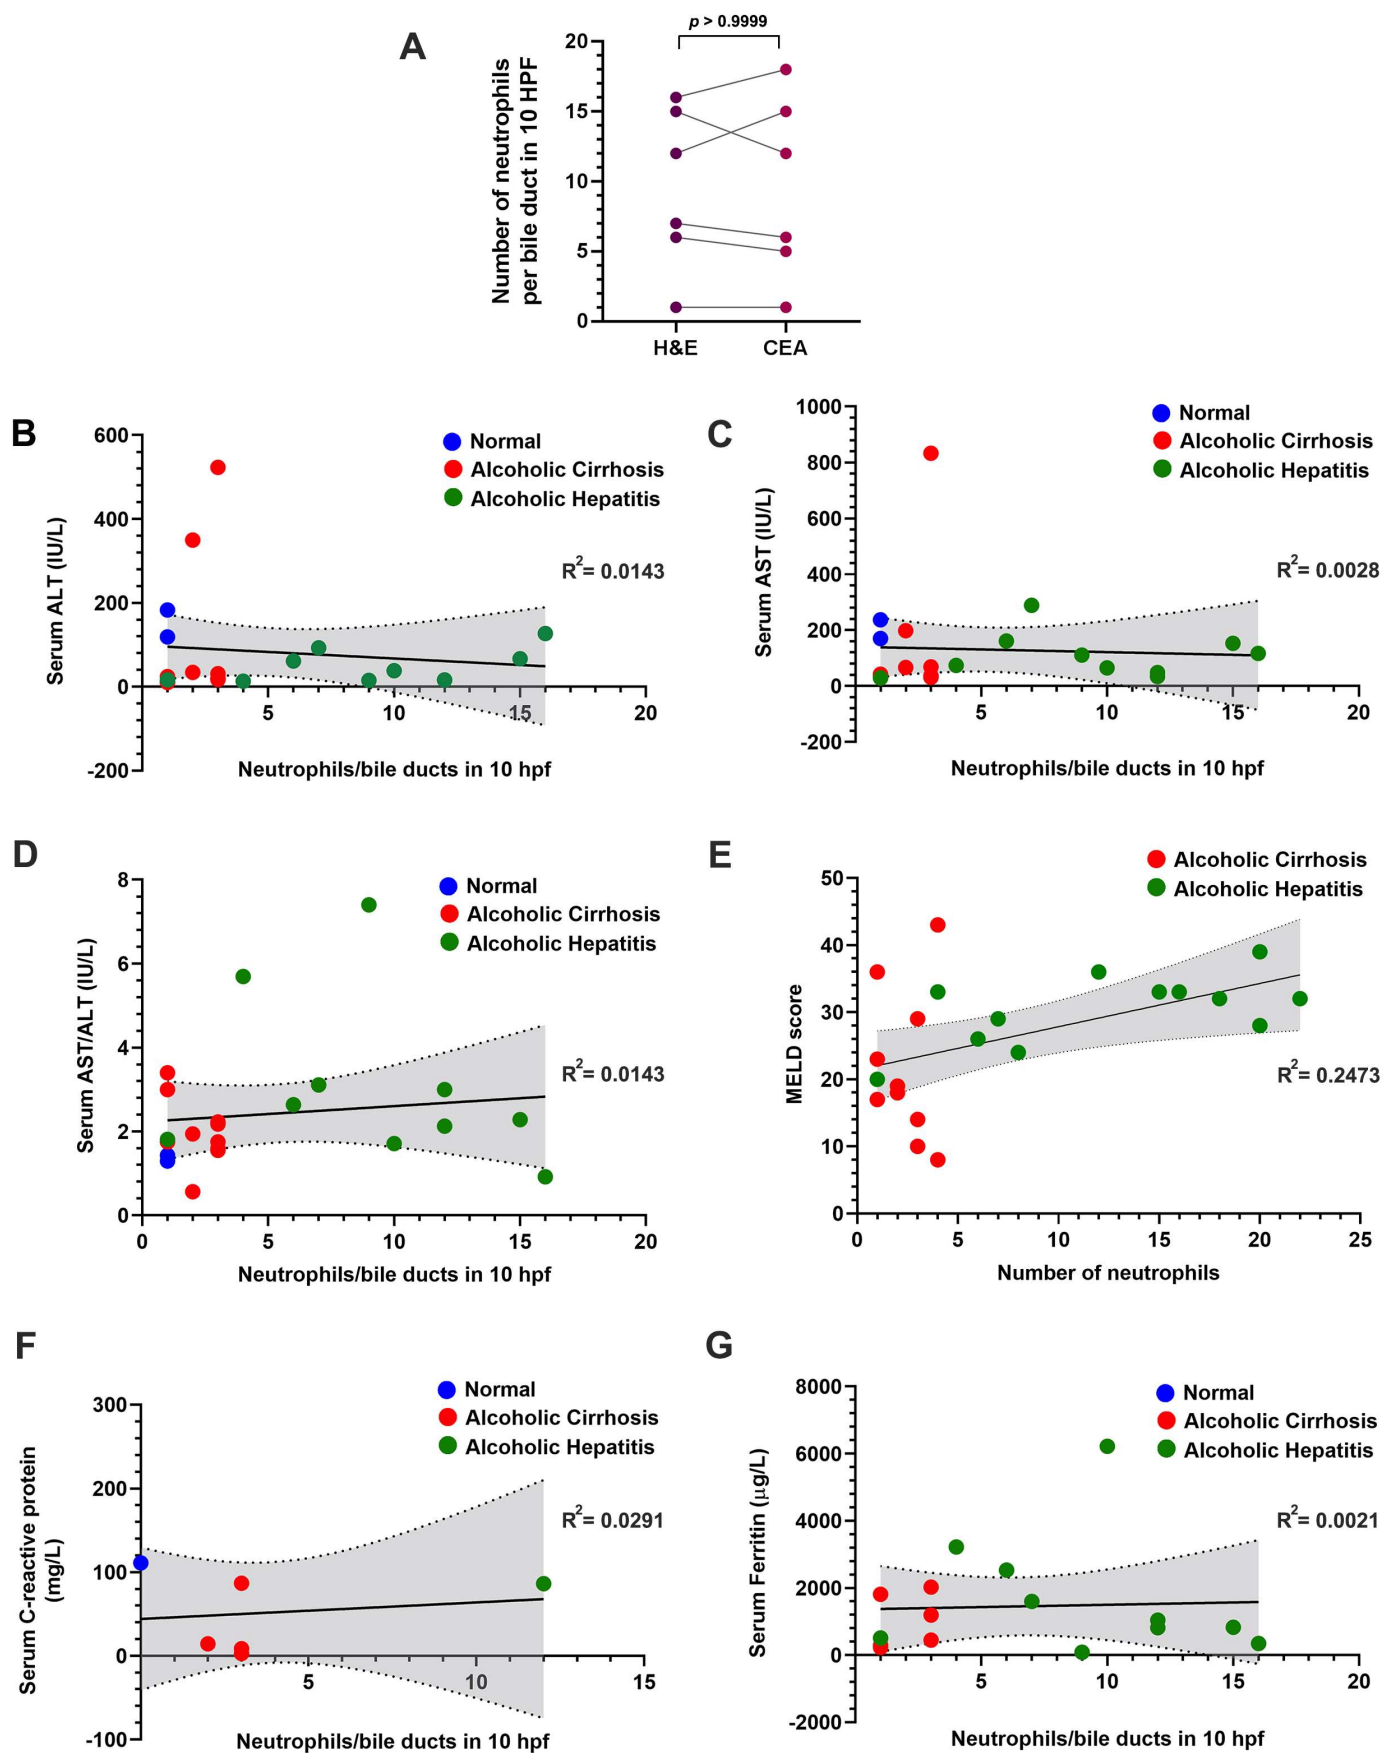 A
p > 0.9999
Number of neutrophils
per bile duct in 10 HPF
20
15
10
5
0
H&E
CEA
B
Serum ALT (IU/L)
600
400
200
0
-200
5
10
15
20
Normal
Alcoholic Cirrhosis
Alcoholic Hepatitis
R²= 0.0143
Neutrophils/bile ducts in 10 hpf
C
Serum AST (IU/L)
1000
800
600
400
200
0
-200
5
10
15
20
Normal
Alcoholic Cirrhosis
Alcoholic Hepatitis
R²= 0.0028
Neutrophils/bile ducts in 10 hpf
D
Serum AST/ALT (IU/L)
8
6
4
2
0
0
5
10
15
20
Normal
Alcoholic Cirrhosis
Alcoholic Hepatitis
R²= 0.0143
Neutrophils/bile ducts in 10 hpf
E
MELD score
50
40
30
20
10
0
0
5
10
15
20
25
Alcoholic Cirrhosis
Alcoholic Hepatitis
R²= 0.2473
Number of neutrophils
F
Serum C-reactive protein
(mg/L)
300
200
100
0
-100
5
10
15
Normal
Alcoholic Cirrhosis
Alcoholic Hepatitis
R²= 0.0291
Neutrophils/bile ducts in 10 hpf
G
Serum Ferritin (µg/L)
8000
6000
4000
2000
0
-2000
5
10
15
20
Normal
Alcoholic Cirrhosis
Alcoholic Hepatitis
R²= 0.0021
Neutrophils/bile ducts in 10 hpf